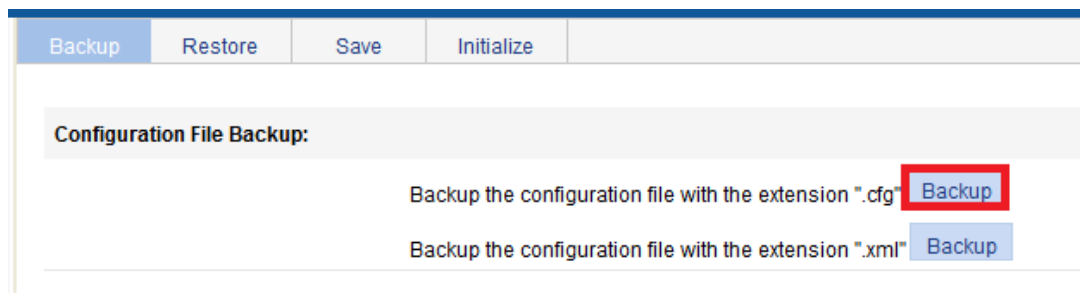 Backup Restore Save Initialize
Configuration File Backup:
Backup the configuration file with the extension ".cfg" Backup
Backup the configuration file with the extension ".xml" Backup